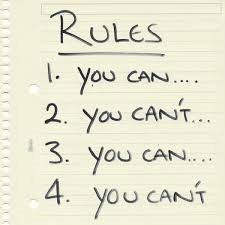 RULES
1. YOU CAN....
2. YOU CAN'T...
3. YOU CAN....
4. YOU CAN'T